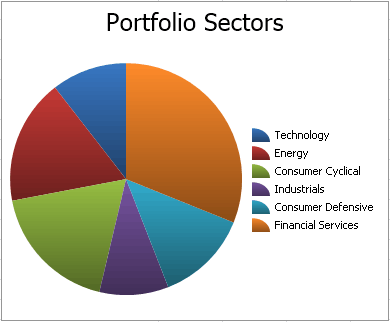 Portfolio Sectors
Technology
Energy
Consumer Cyclical
Industrials
Consumer Defensive
Financial Services